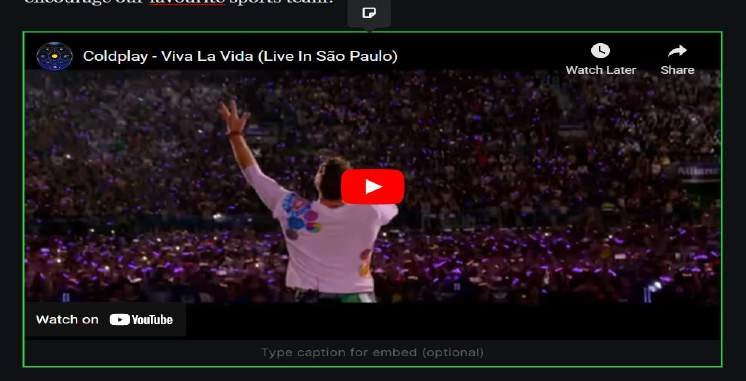 encourage our favourite sports team?
Coldplay - Viva La Vida (Live In São Paulo)
Watch Later
Share
Watch on YouTube
Type caption for embed (optional)